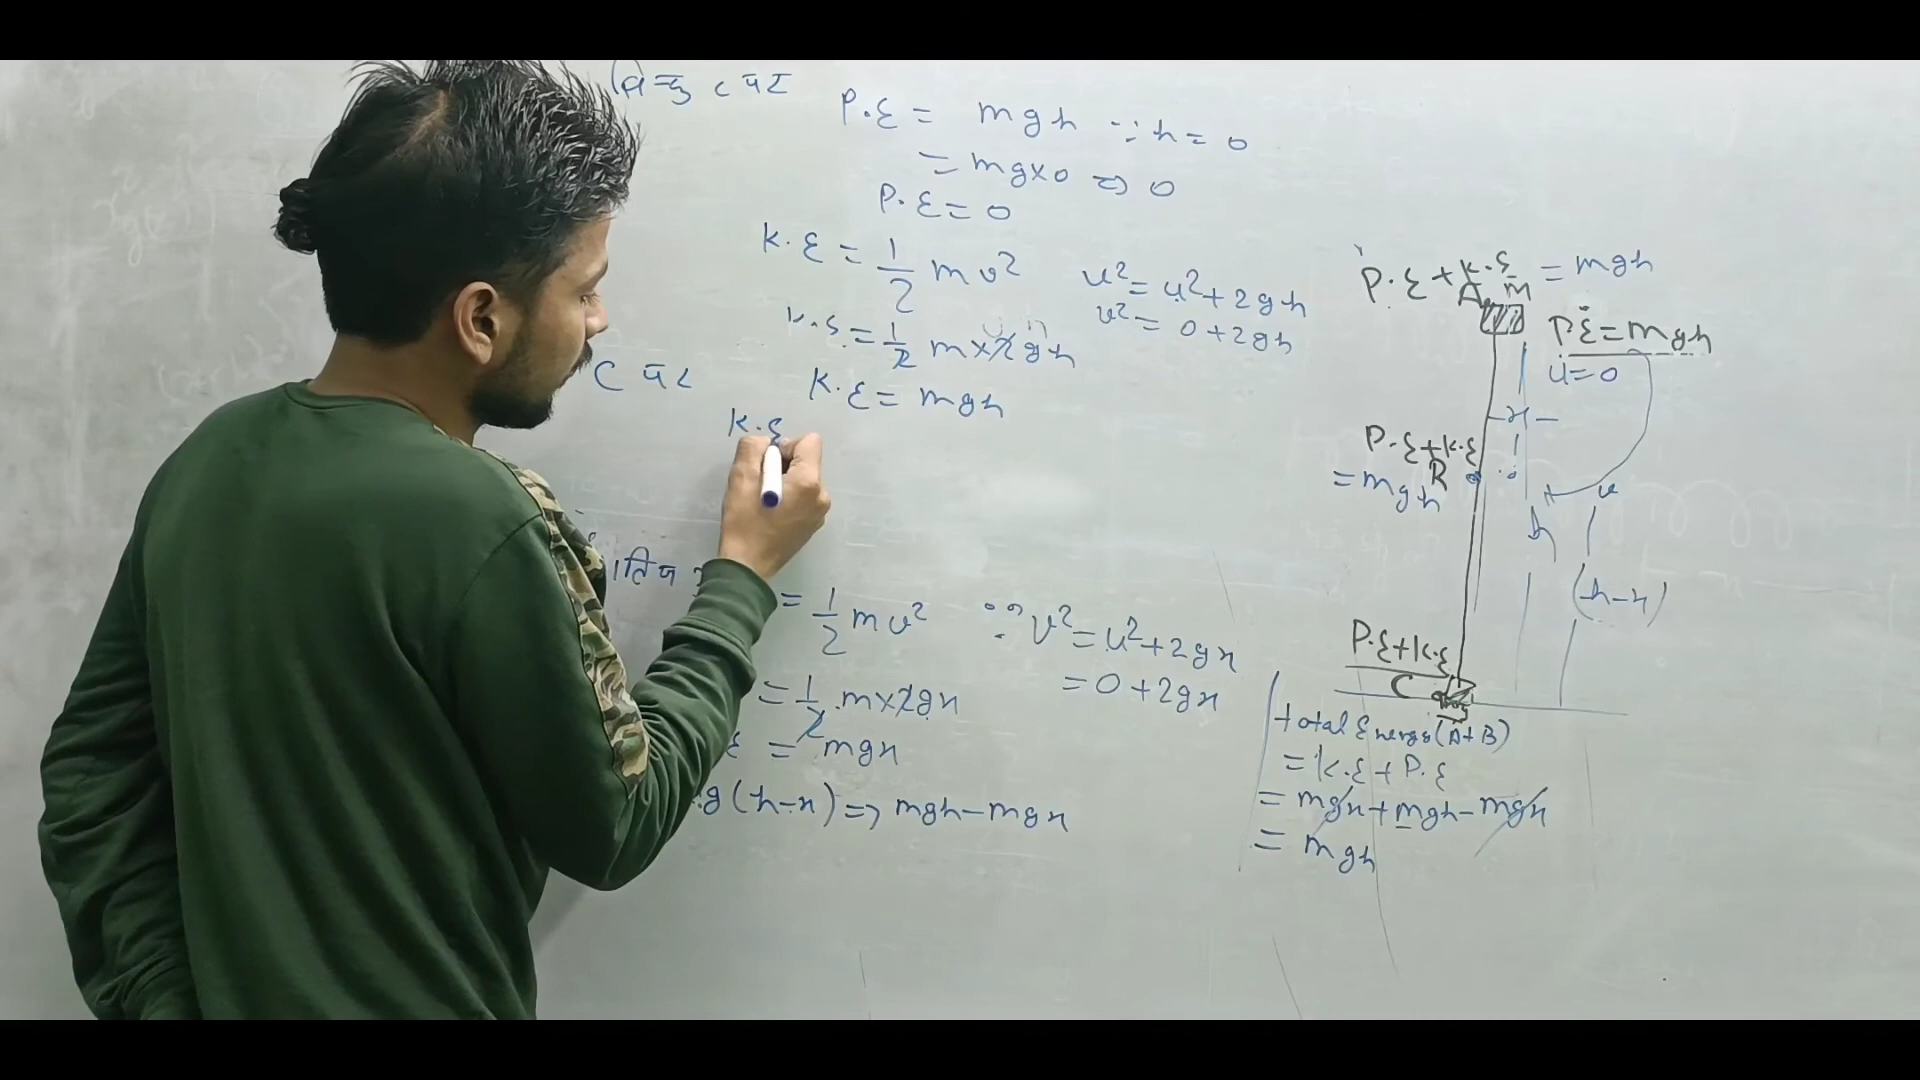 बिन्दु C पर
P.E = mgh ∵ h = 0
= mg×0 ⇒ 0
P.E = 0
K.E = 1/2 mv²
v² = u² + 2gh
v² = 0 + 2gh
K.E = 1/2 m×2gh
C पर
K.E = mgh
K.E
= 1/2 mv²
∵ v² = u² + 2gx
= 0 + 2gx
= 1/2 m×2gx
E = mgx
g(h-x) ⇒ mgh - mgx
P.E + K.E = mgh
A m
P.E = mgh
u = 0
x
P.E + K.E
= mgh
B
v
h
(h-x)
P.E + K.E
C
total Energy (A+B)
= K.E + P.E
= mgx + mgh - mgx
= mgh